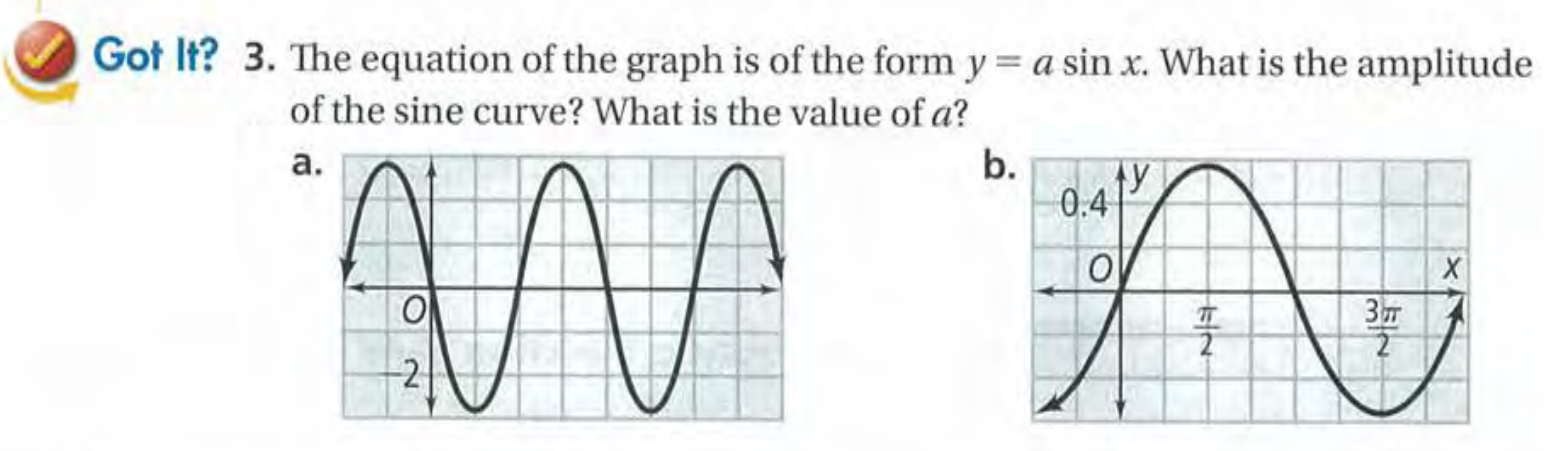 Got It? 3. The equation of the graph is of the form y = a sin x. What is the amplitude
of the sine curve? What is the value of a?
a.
b.
O
−2
y
0.4
O
x
π/2
3π/2